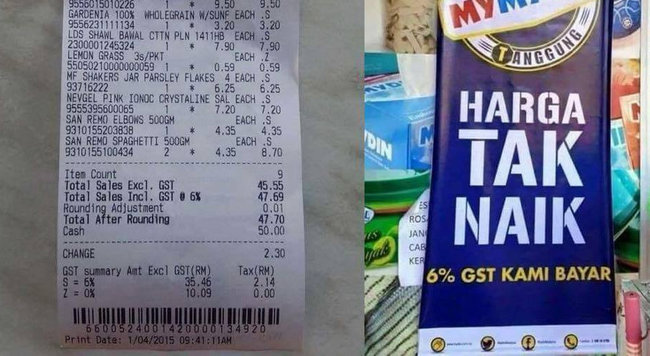 9556015010226 1 * 9.50 9.50
GARDENIA 100% WHOLEGRAIN W/SUNF EACH .S
9556231111134 1 * 3.20 3.20
LDS SHAWL BAWAL CTTN PLN 1411HB EACH .S
2300001245324 1 * 7.90 7.90
LEMON GRASS 3s/PKT EACH .Z
55050210000000059 1 * 0.59 0.59
MF SHAKERS JAR PARSLEY FLAKES 4 EACH .S
93716222 1 * 6.25 6.25
NEVGEL PINK IONOC CRYSTALINE SAL EACH .S
9555395600065 1 * 7.20 7.20
SAN REMO ELBOWS 500GM EACH .S
9310155203838 1 * 4.35 4.35
SAN REMO SPAGHETTI 500GM EACH .S
9310155100434 2 * 4.35 8.70
Item Count 9
Total Sales Excl. GST 45.55
Total Sales Incl. GST @ 6% 47.69
Rounding Adjustment 0.01
Total After Rounding 47.70
Cash 50.00
CHANGE 2.30
GST summary Amt Excl GST(RM) Tax(RM)
S = 6% 35.46 2.14
Z = 0% 10.09 0.00
6600524001420000134920
Print Date: 1/04/2015 09:41:11AM
TANGGUNG
HARGA
TAK
NAIK
6% GST KAMI BAYAR